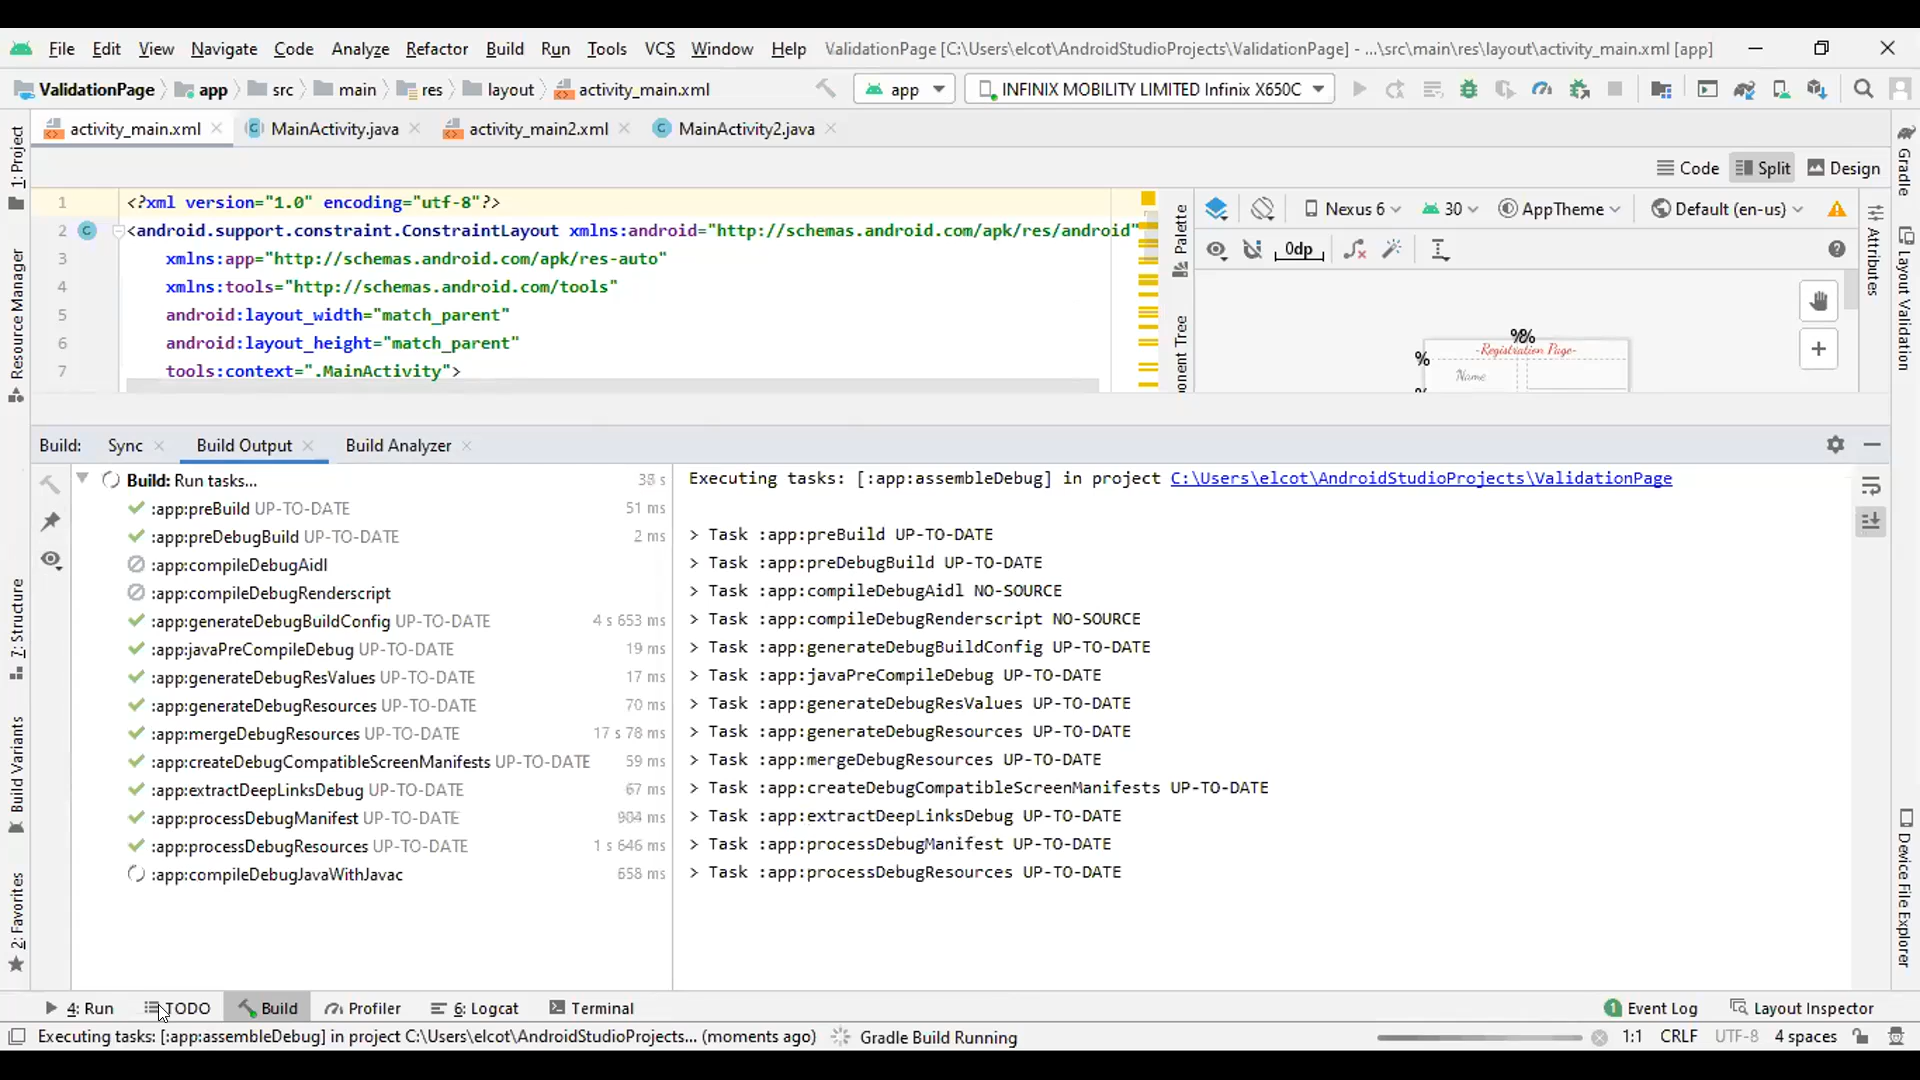 File Edit View Navigate Code Analyze Refactor Build Run Tools VCS Window Help ValidationPage [C:\Users\elcot\AndroidStudioProjects\ValidationPage] - ...\src\main\res\layout\activity_main.xml [app]
ValidationPage app src main res layout activity_main.xml app INFINIX MOBILITY LIMITED Infinix X650C
activity_main.xml MainActivity.java activity_main2.xml MainActivity2.java
Code Split Design
1 <?xml version="1.0" encoding="utf-8"?>
2 <android.support.constraint.ConstraintLayout xmlns:android="http://schemas.android.com/apk/res/android"
3 xmlns:app="http://schemas.android.com/apk/res-auto"
4 xmlns:tools="http://schemas.android.com/tools"
5 android:layout_width="match_parent"
6 android:layout_height="match_parent"
7 tools:context=".MainActivity">
Palette
onent Tree
Nexus 6 30 AppTheme Default (en-us)
0dp
%% 
-Registration Page-
%
Name
Attributes
Gradle
Layout Validation
Device File Explorer
1: Project
Resource Manager
7: Structure
Build Variants
2: Favorites
Build: Sync Build Output Build Analyzer
Build: Run tasks... 38 s
:app:preBuild UP-TO-DATE 51 ms
:app:preDebugBuild UP-TO-DATE 2 ms
:app:compileDebugAidl
:app:compileDebugRenderscript
:app:generateDebugBuildConfig UP-TO-DATE 4 s 653 ms
:app:javaPreCompileDebug UP-TO-DATE 19 ms
:app:generateDebugResValues UP-TO-DATE 17 ms
:app:generateDebugResources UP-TO-DATE 70 ms
:app:mergeDebugResources UP-TO-DATE 17 s 78 ms
:app:createDebugCompatibleScreenManifests UP-TO-DATE 59 ms
:app:extractDeepLinksDebug UP-TO-DATE 67 ms
:app:processDebugManifest UP-TO-DATE 904 ms
:app:processDebugResources UP-TO-DATE 1 s 646 ms
:app:compileDebugJavaWithJavac 658 ms
Executing tasks: [:app:assembleDebug] in project C:\Users\elcot\AndroidStudioProjects\ValidationPage
> Task :app:preBuild UP-TO-DATE
> Task :app:preDebugBuild UP-TO-DATE
> Task :app:compileDebugAidl NO-SOURCE
> Task :app:compileDebugRenderscript NO-SOURCE
> Task :app:generateDebugBuildConfig UP-TO-DATE
> Task :app:javaPreCompileDebug UP-TO-DATE
> Task :app:generateDebugResValues UP-TO-DATE
> Task :app:generateDebugResources UP-TO-DATE
> Task :app:mergeDebugResources UP-TO-DATE
> Task :app:createDebugCompatibleScreenManifests UP-TO-DATE
> Task :app:extractDeepLinksDebug UP-TO-DATE
> Task :app:processDebugManifest UP-TO-DATE
> Task :app:processDebugResources UP-TO-DATE
4: Run TODO Build Profiler 6: Logcat Terminal 1 Event Log Layout Inspector
Executing tasks: [:app:assembleDebug] in project C:\Users\elcot\AndroidStudioProjects... (moments ago) Gradle Build Running 1:1 CRLF UTF-8 4 spaces